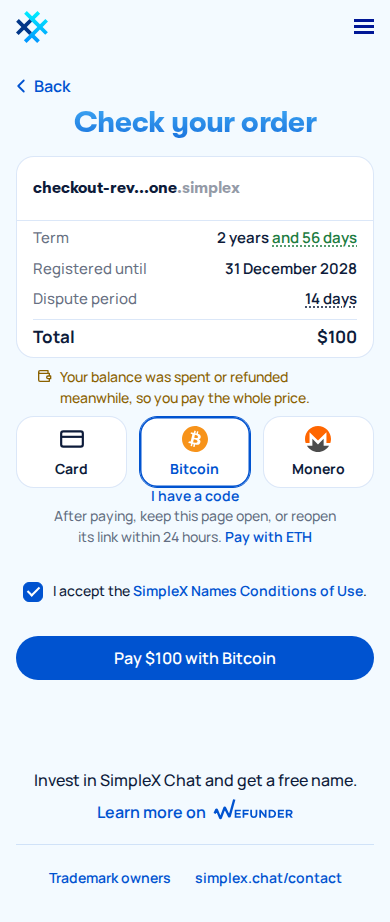 Back
Check your order
checkout-rev...one.simplex
Term 2 years and 56 days
Registered until 31 December 2028
Dispute period 14 days
Total $100
Your balance was spent or refunded
meanwhile, so you pay the whole price.
Card Bitcoin Monero
I have a code
After paying, keep this page open, or reopen
its link within 24 hours. Pay with ETH
I accept the SimpleX Names Conditions of Use.
Pay $100 with Bitcoin
Invest in SimpleX Chat and get a free name.
Learn more on WEFUNDER
Trademark owners simplex.chat/contact